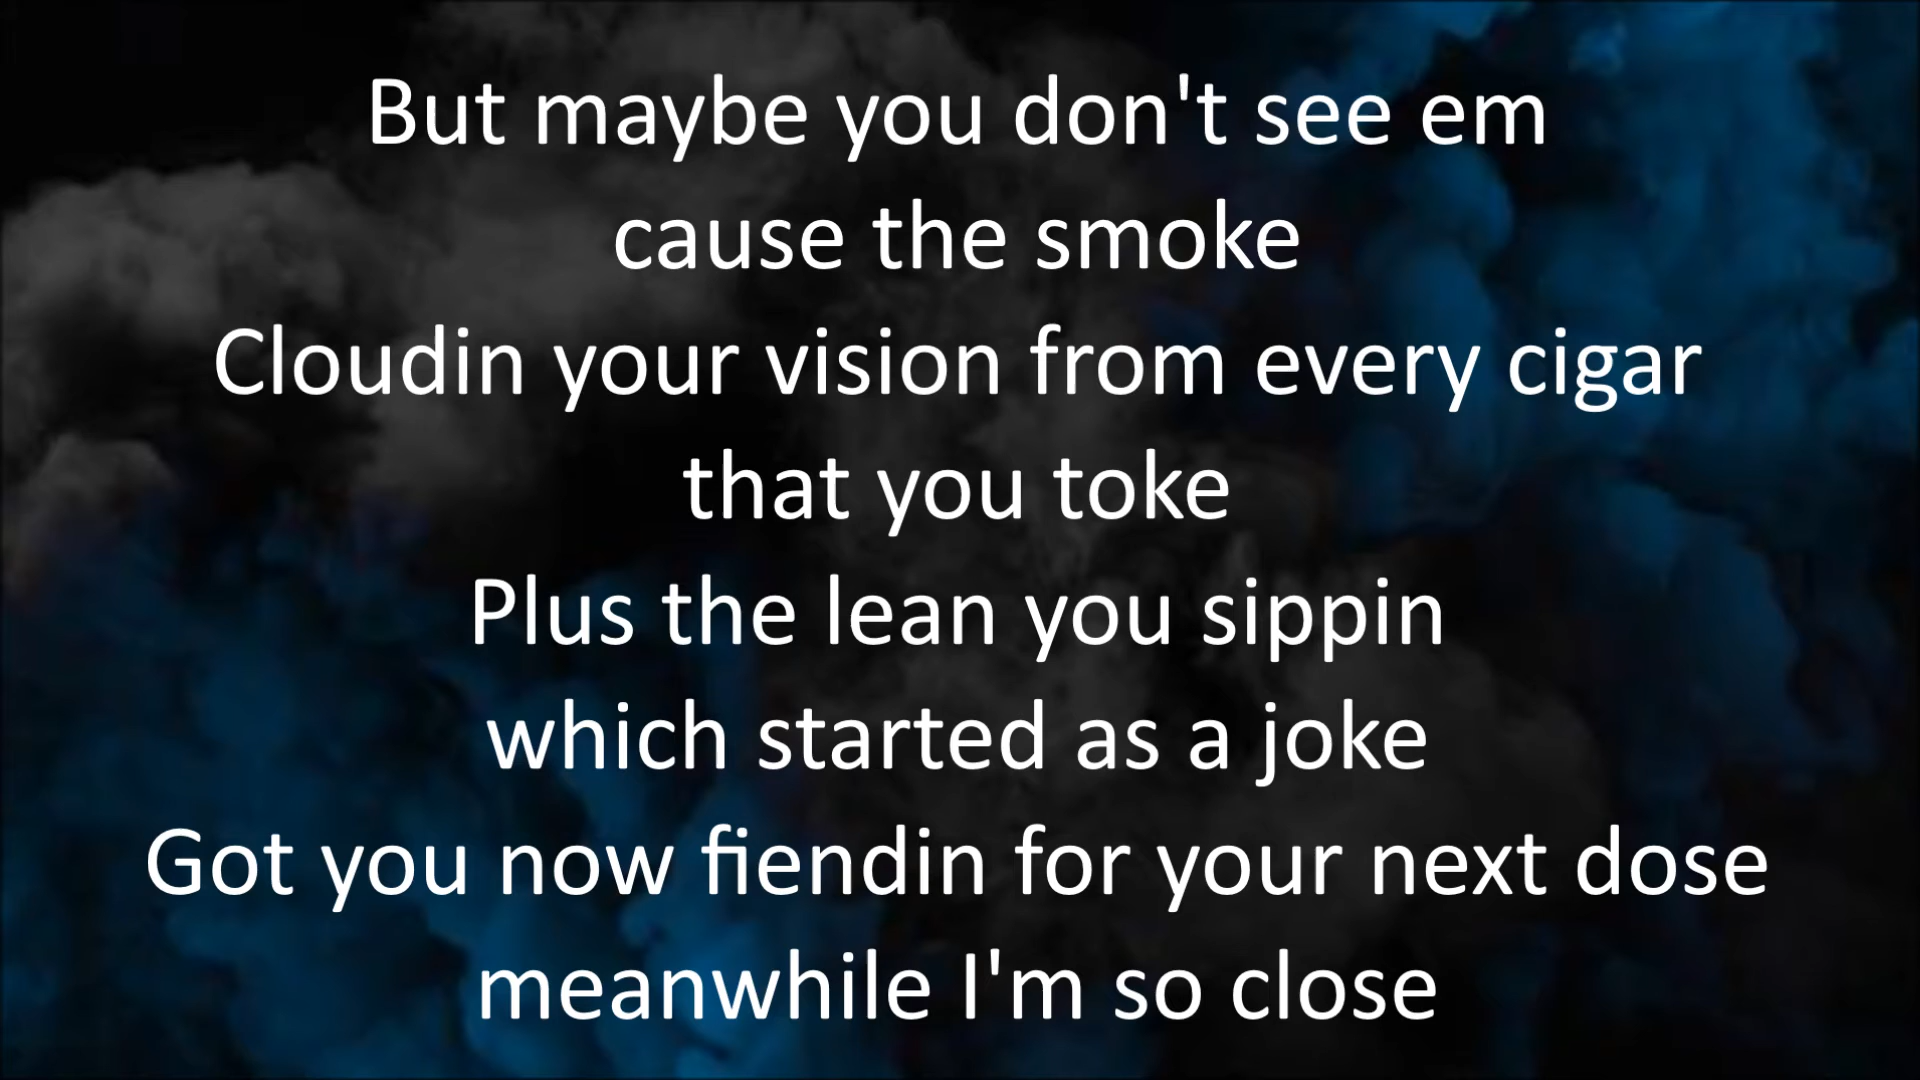 But maybe you don't see em
cause the smoke
Cloudin your vision from every cigar
that you toke
Plus the lean you sippin
which started as a joke
Got you now fiendin for your next dose
meanwhile I'm so close